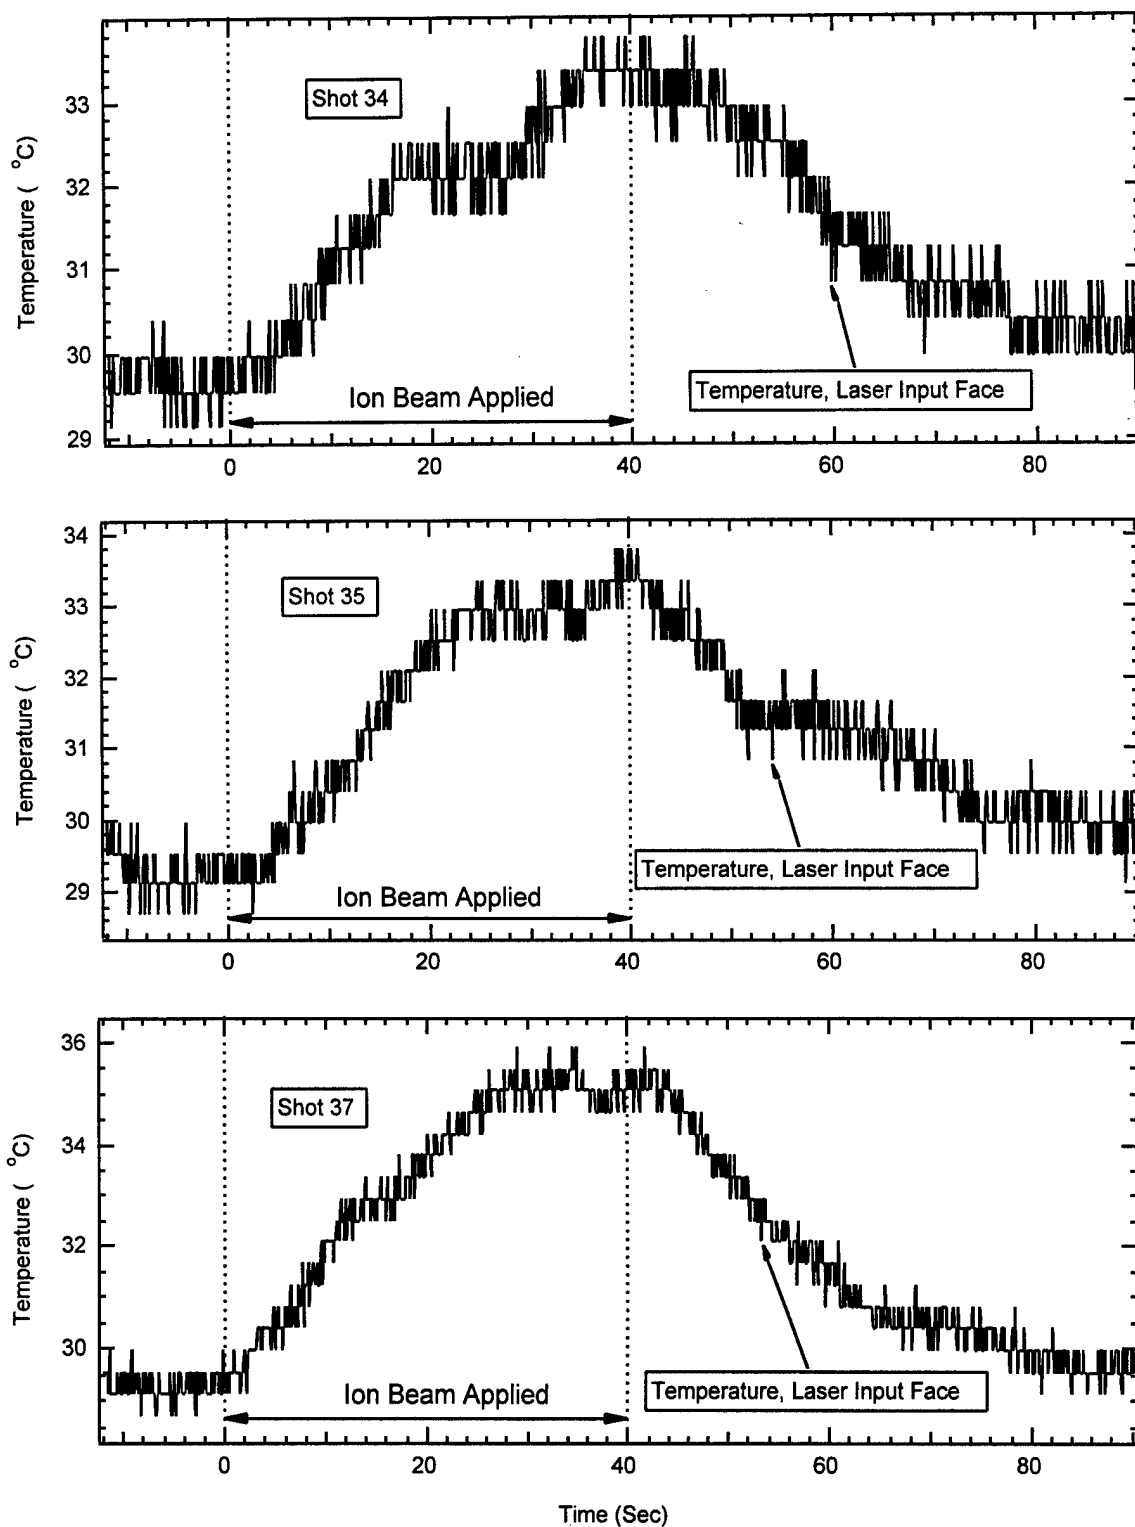 Temperature ( °C)
33
32
31
30
29
Shot 34
Ion Beam Applied
Temperature, Laser Input Face
0 20 40 60 80
Temperature ( °C)
34
33
32
31
30
29
Shot 35
Ion Beam Applied
Temperature, Laser Input Face
0 20 40 60 80
Temperature ( °C)
36
34
32
30
Shot 37
Ion Beam Applied
Temperature, Laser Input Face
0 20 40 60 80
Time (Sec)